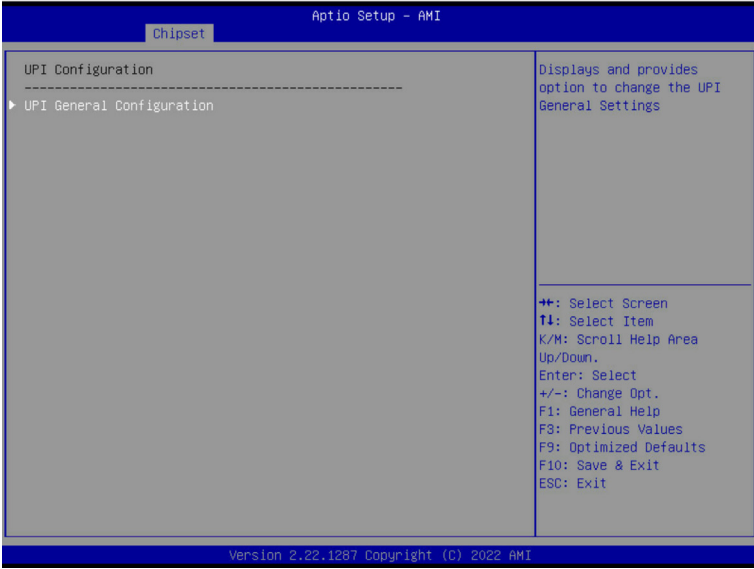 Aptio Setup – AMI
Chipset
UPI Configuration
--------------------------------------------------
▶ UPI General Configuration
Displays and provides
option to change the UPI
General Settings
→←: Select Screen
↑↓: Select Item
K/M: Scroll Help Area
Up/Down.
Enter: Select
+/-: Change Opt.
F1: General Help
F3: Previous Values
F9: Optimized Defaults
F10: Save & Exit
ESC: Exit
Version 2.22.1287 Copyright (C) 2022 AMI